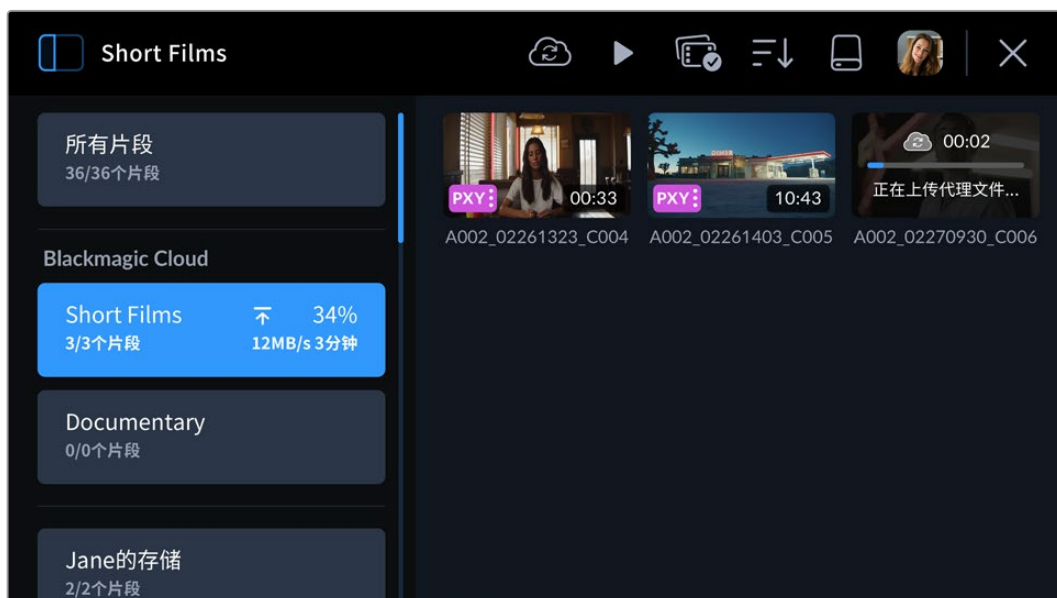 Short Films
所有片段
36/36个片段
Blackmagic Cloud
Short Films 34%
3/3个片段 12MB/s 3分钟
Documentary
0/0个片段
Jane的存储
2/2个片段
PXY 00:33
A002_02261323_C004
DINER
PXY 10:43
A002_02261403_C005
00:02
正在上传代理文件...
A002_02270930_C006